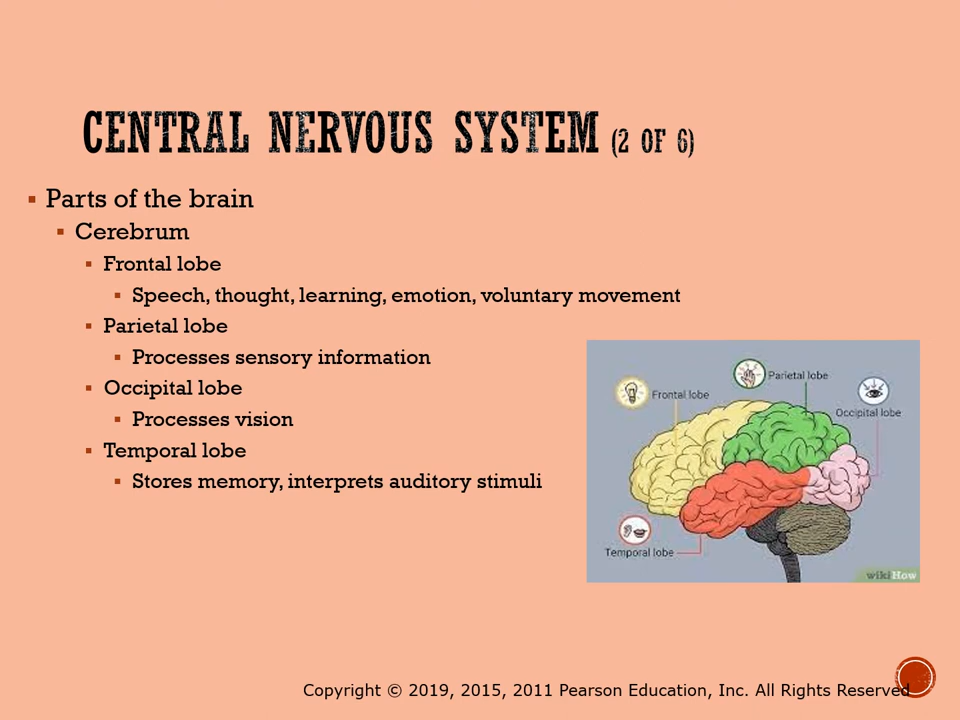 CENTRAL NERVOUS SYSTEM (2 OF 6)
▪ Parts of the brain
▪ Cerebrum
▪ Frontal lobe
▪ Speech, thought, learning, emotion, voluntary movement
▪ Parietal lobe
▪ Processes sensory information
▪ Occipital lobe
▪ Processes vision
▪ Temporal lobe
▪ Stores memory, interprets auditory stimuli
Parietal lobe
Frontal lobe
Occipital lobe
Temporal lobe
wikiHow
Copyright © 2019, 2015, 2011 Pearson Education, Inc. All Rights Reserved